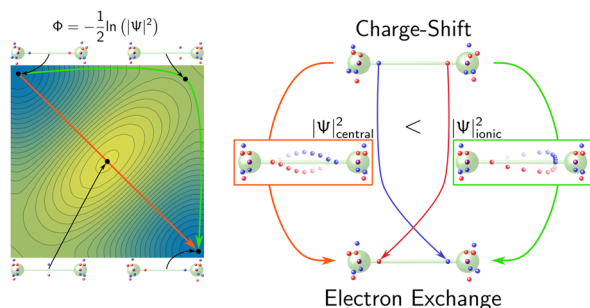 Φ = −1/2 ln (|Ψ|²)
Charge-Shift
|Ψ|²central < |Ψ|²ionic
Electron Exchange